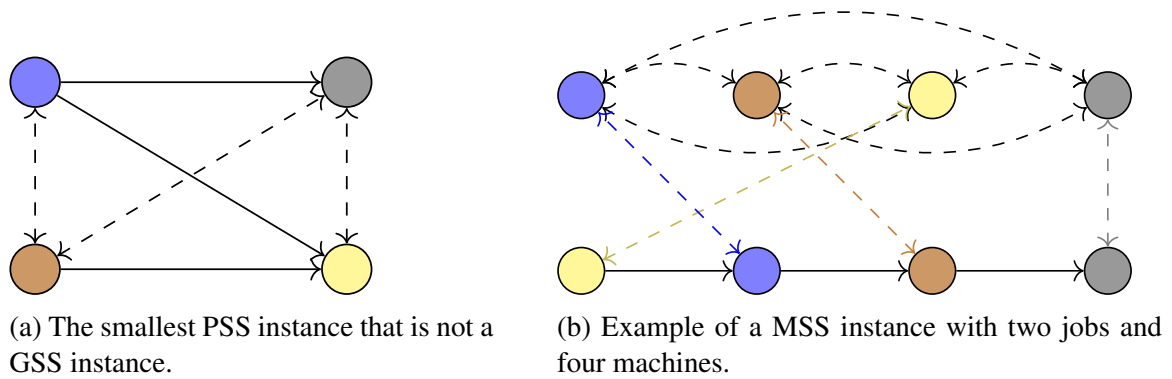 (a) The smallest PSS instance that is not a
GSS instance.
(b) Example of a MSS instance with two jobs and
four machines.